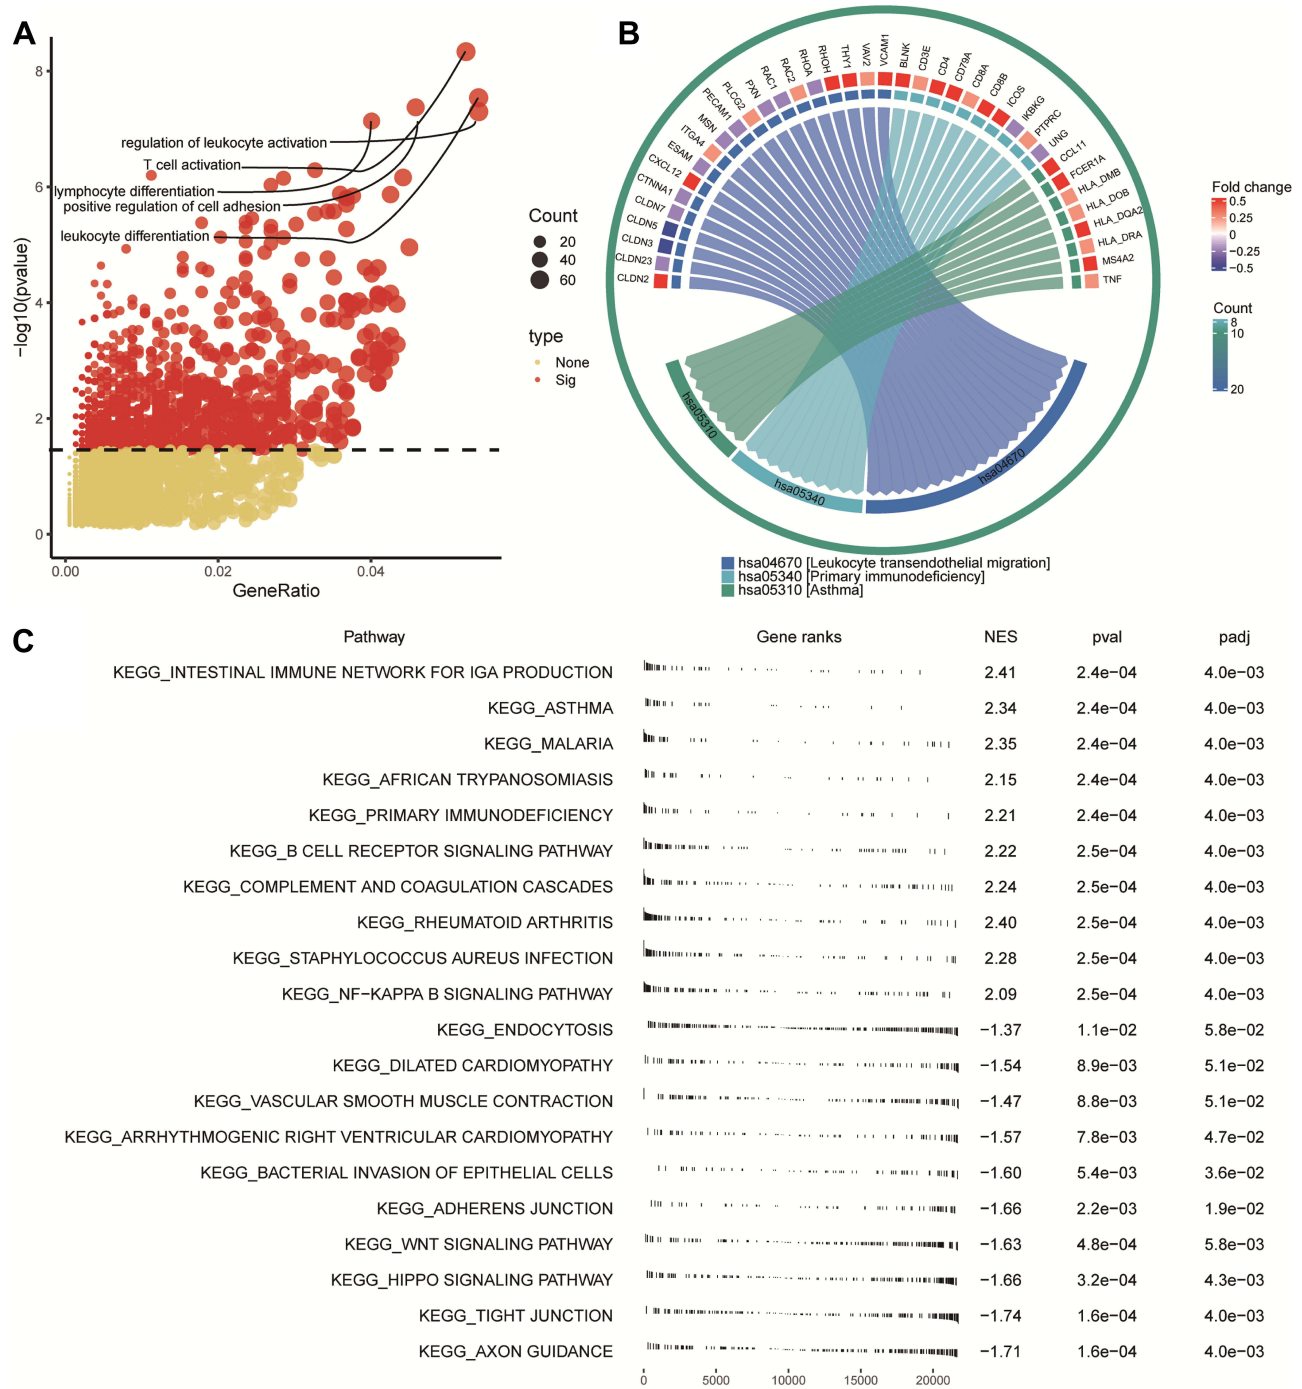 A
8
6
4
2
0
−log10(pvalue)
regulation of leukocyte activation
T cell activation
lymphocyte differentiation
positive regulation of cell adhesion
leukocyte differentiation
0.00
0.02
0.04
GeneRatio
Count
20
40
60
type
None
Sig
B
CLDN2
CLDN23
CLDN3
CLDN5
CLDN7
CTNNA1
CXCL12
ESAM
ITGA4
MSN
PECAM1
PLCG2
PXN
RAC1
RAC2
RHOA
RHOH
THY1
VAV2
VCAM1
BLNK
CD3E
CD4
CD79A
CD8A
CD8B
ICOS
IKBKG
PTPRC
UNG
CCL11
FCER1A
HLA_DMB
HLA_DOB
HLA_DQA2
HLA_DRA
MS4A2
TNF
hsa05310
hsa05340
hsa04670
Fold change
0.5
0.25
0
−0.25
−0.5
Count
8
10
20
hsa04670 [Leukocyte transendothelial migration]
hsa05340 [Primary immunodeficiency]
hsa05310 [Asthma]
C
Pathway Gene ranks NES pval padj
KEGG_INTESTINAL IMMUNE NETWORK FOR IGA PRODUCTION 2.41 2.4e−04 4.0e−03
KEGG_ASTHMA 2.34 2.4e−04 4.0e−03
KEGG_MALARIA 2.35 2.4e−04 4.0e−03
KEGG_AFRICAN TRYPANOSOMIASIS 2.15 2.4e−04 4.0e−03
KEGG_PRIMARY IMMUNODEFICIENCY 2.21 2.4e−04 4.0e−03
KEGG_B CELL RECEPTOR SIGNALING PATHWAY 2.22 2.5e−04 4.0e−03
KEGG_COMPLEMENT AND COAGULATION CASCADES 2.24 2.5e−04 4.0e−03
KEGG_RHEUMATOID ARTHRITIS 2.40 2.5e−04 4.0e−03
KEGG_STAPHYLOCOCCUS AUREUS INFECTION 2.28 2.5e−04 4.0e−03
KEGG_NF−KAPPA B SIGNALING PATHWAY 2.09 2.5e−04 4.0e−03
KEGG_ENDOCYTOSIS −1.37 1.1e−02 5.8e−02
KEGG_DILATED CARDIOMYOPATHY −1.54 8.9e−03 5.1e−02
KEGG_VASCULAR SMOOTH MUSCLE CONTRACTION −1.47 8.8e−03 5.1e−02
KEGG_ARRHYTHMOGENIC RIGHT VENTRICULAR CARDIOMYOPATHY −1.57 7.8e−03 4.7e−02
KEGG_BACTERIAL INVASION OF EPITHELIAL CELLS −1.60 5.4e−03 3.6e−02
KEGG_ADHERENS JUNCTION −1.66 2.2e−03 1.9e−02
KEGG_WNT SIGNALING PATHWAY −1.63 4.8e−04 5.8e−03
KEGG_HIPPO SIGNALING PATHWAY −1.66 3.2e−04 4.3e−03
KEGG_TIGHT JUNCTION −1.74 1.6e−04 4.0e−03
KEGG_AXON GUIDANCE −1.71 1.6e−04 4.0e−03
0 5000 10000 15000 20000